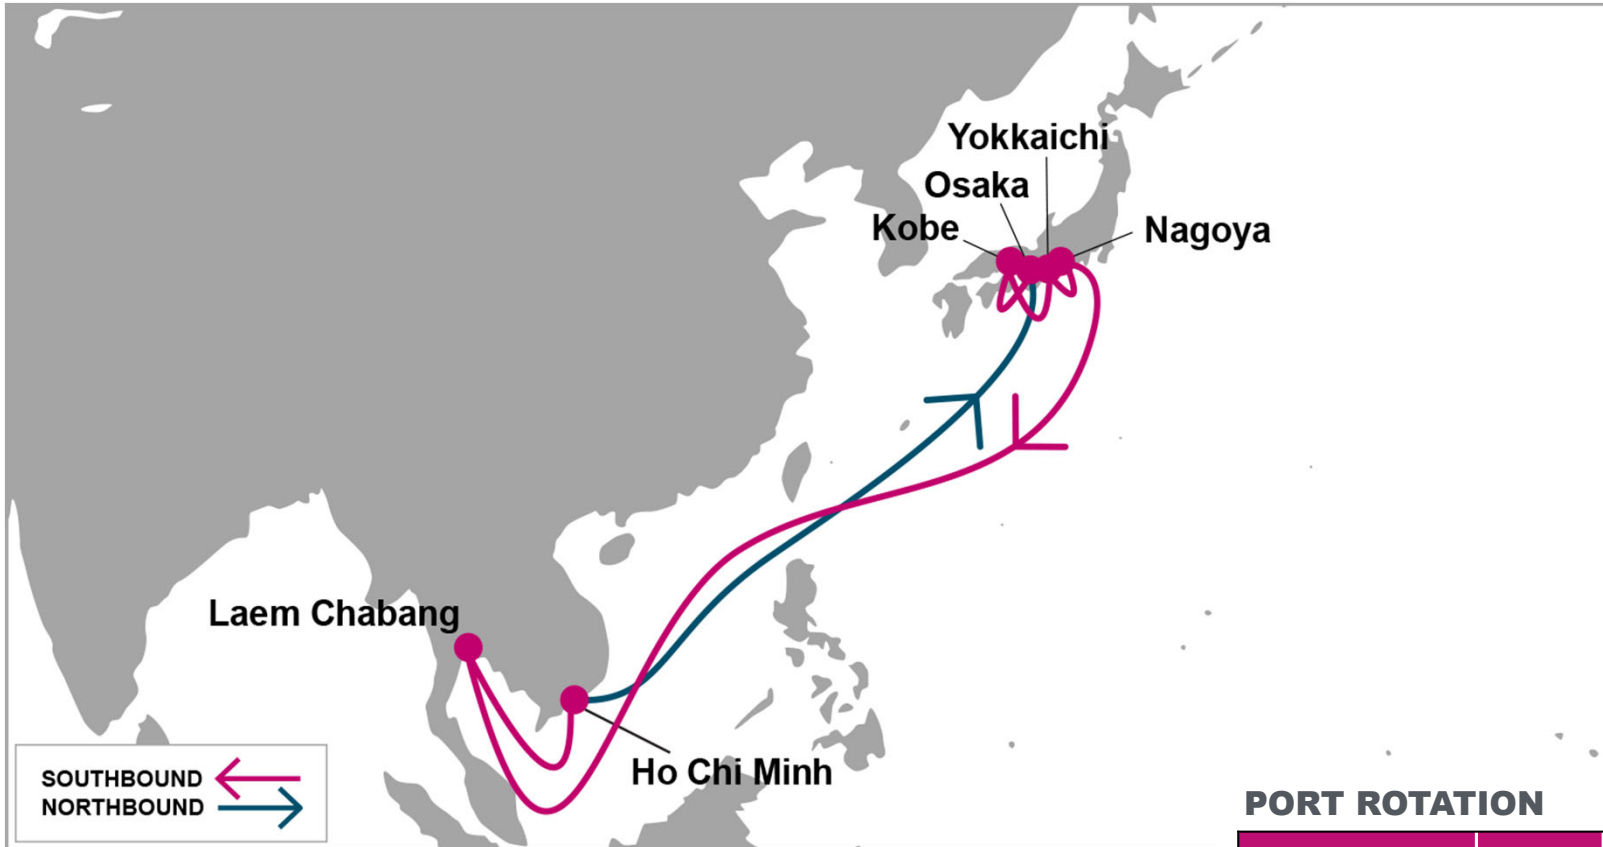 Yokkaichi
Osaka
Kobe
Nagoya
Laem Chabang
Ho Chi Minh
SOUTHBOUND
NORTHBOUND
PORT ROTATION